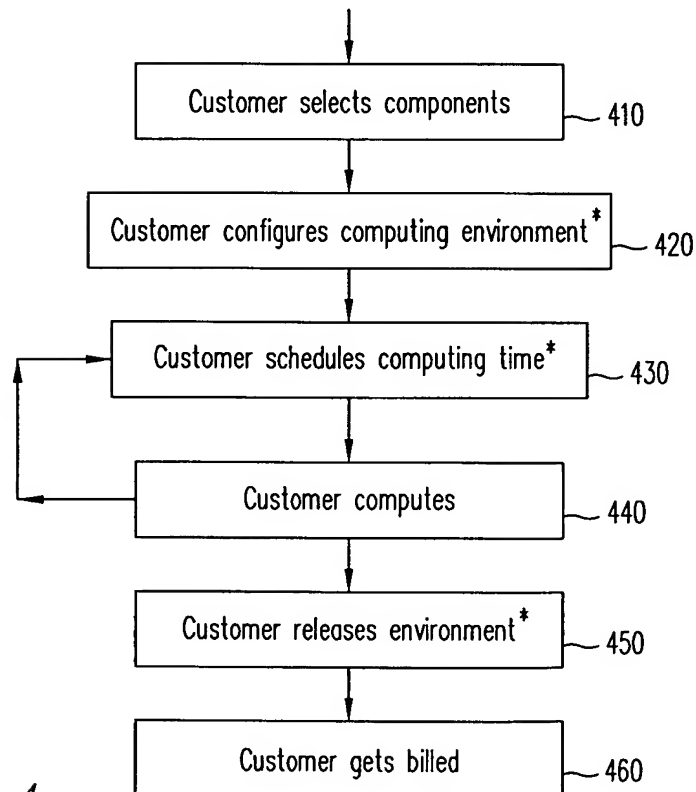 Customer selects components
410
Customer configures computing environment*
420
Customer schedules computing time*
430
Customer computes
440
Customer releases environment*
450
Customer gets billed
460